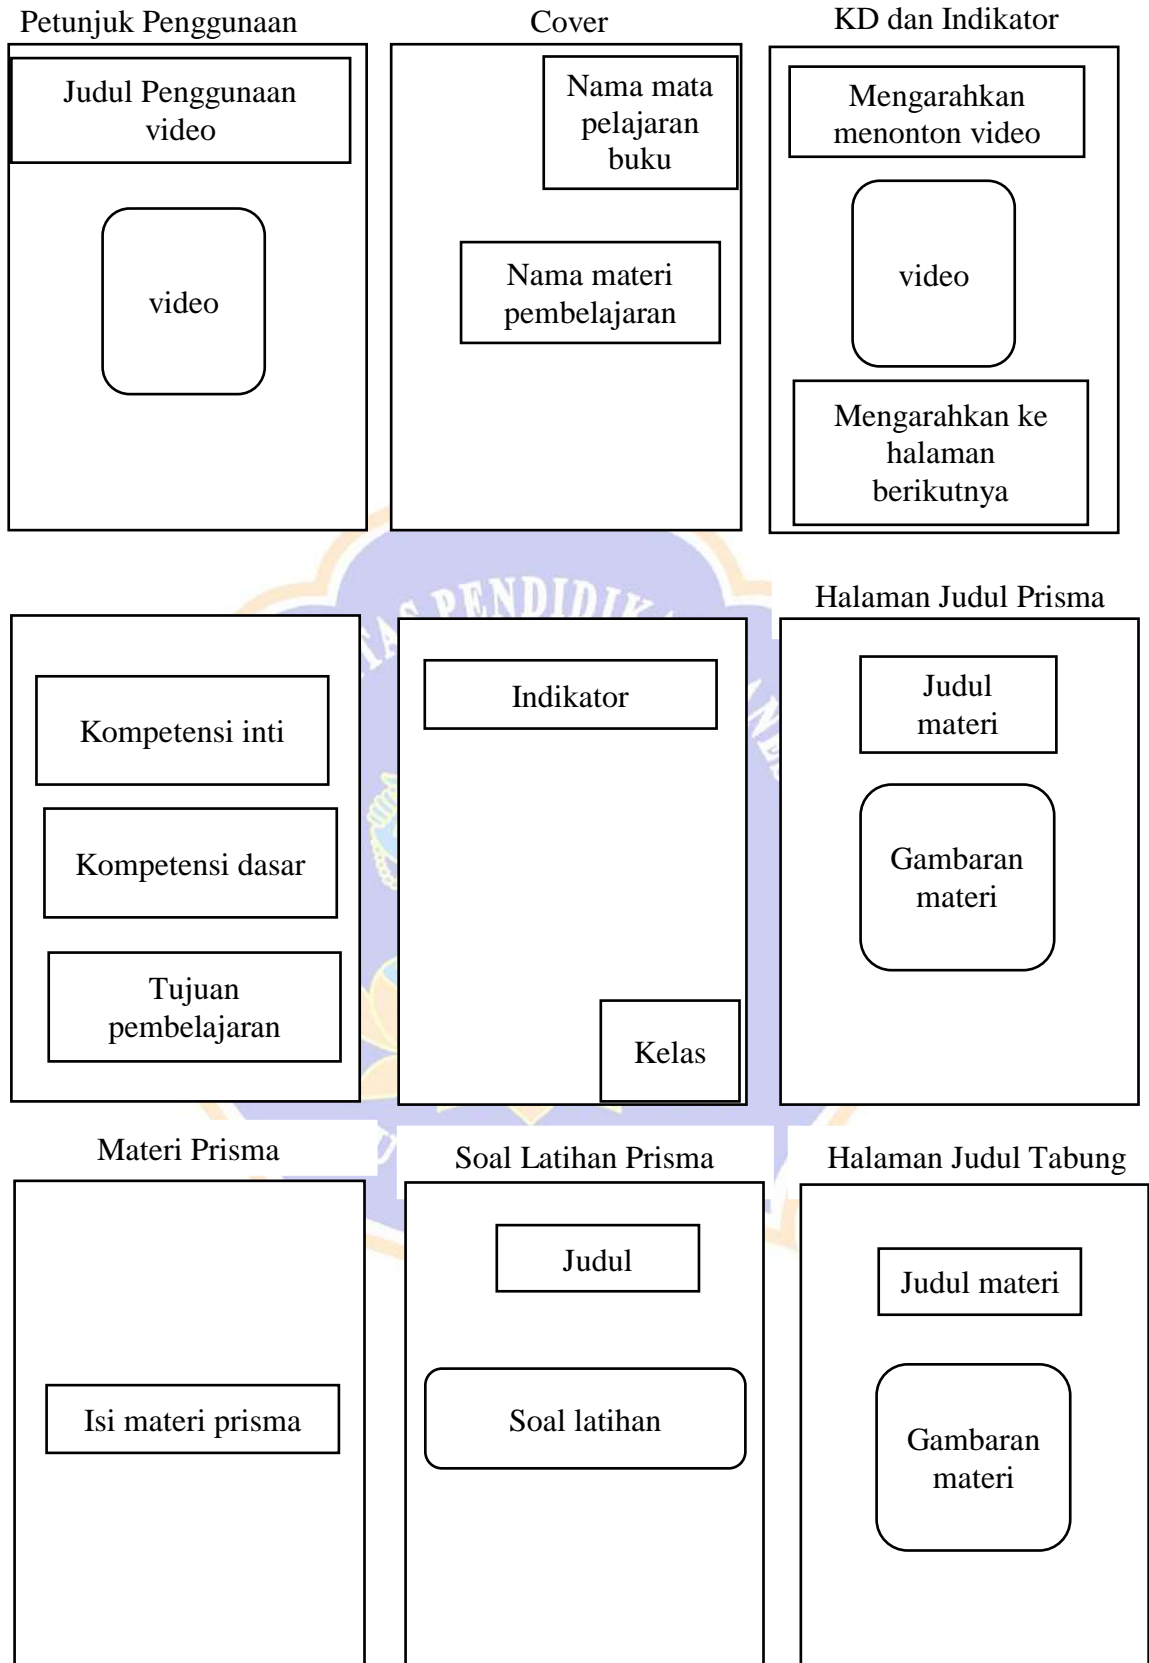 Petunjuk Penggunaan
Judul Penggunaan
video
video
Cover
Nama mata
pelajaran
buku
Nama materi
pembelajaran
KD dan Indikator
Mengarahkan
menonton video
video
Mengarahkan ke
halaman
berikutnya
Kompetensi inti
Kompetensi dasar
Tujuan
pembelajaran
Indikator
Kelas
Halaman Judul Prisma
Judul
materi
Gambaran
materi
Materi Prisma
Isi materi prisma
Soal Latihan Prisma
Judul
Soal latihan
Halaman Judul Tabung
Judul materi
Gambaran
materi